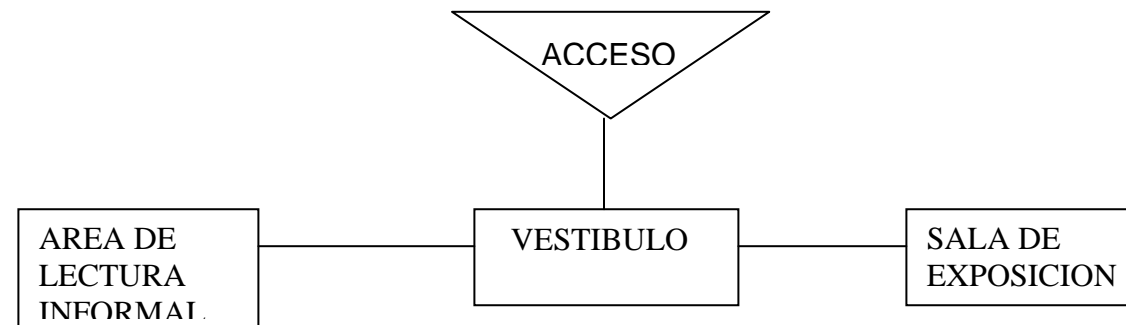 ACCESO
AREA DE
LECTURA
INFORMAL
VESTIBULO
SALA DE
EXPOSICION